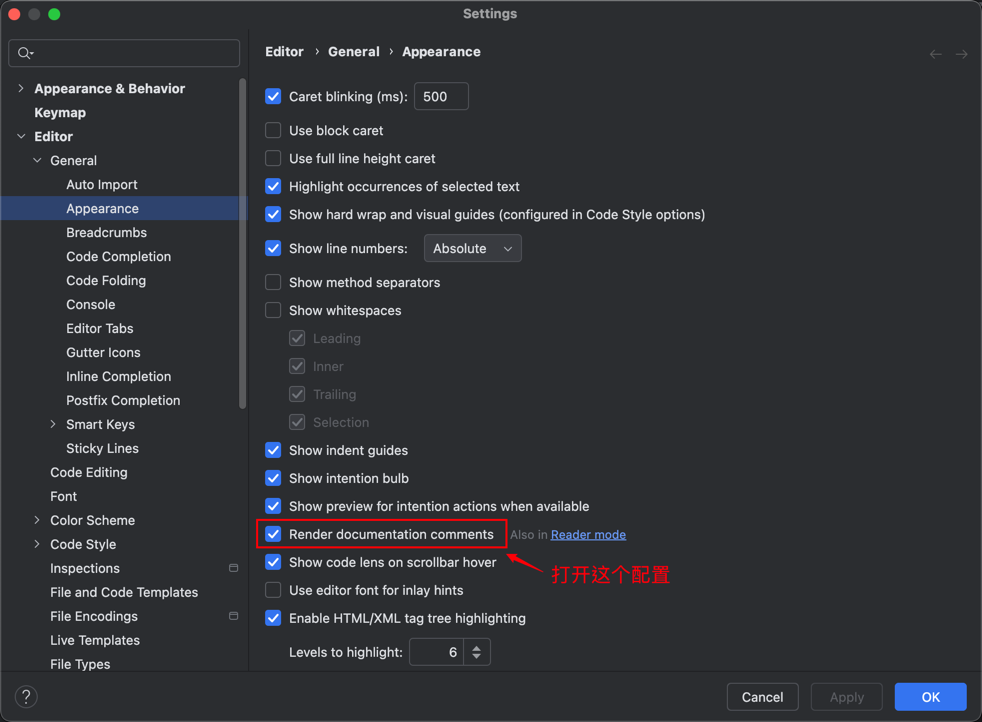 Settings
Editor › General › Appearance
Appearance & Behavior
Keymap
Editor
General
Auto Import
Appearance
Breadcrumbs
Code Completion
Code Folding
Console
Editor Tabs
Gutter Icons
Inline Completion
Postfix Completion
Smart Keys
Sticky Lines
Code Editing
Font
Color Scheme
Code Style
Inspections
File and Code Templates
File Encodings
Live Templates
File Types
Caret blinking (ms): 500
Use block caret
Use full line height caret
Highlight occurrences of selected text
Show hard wrap and visual guides (configured in Code Style options)
Show line numbers: Absolute
Show method separators
Show whitespaces
Leading
Inner
Trailing
Selection
Show indent guides
Show intention bulb
Show preview for intention actions when available
Render documentation comments Also in Reader mode
Show code lens on scrollbar hover
打开这个配置
Use editor font for inlay hints
Enable HTML/XML tag tree highlighting
Levels to highlight: 6
? Cancel Apply OK